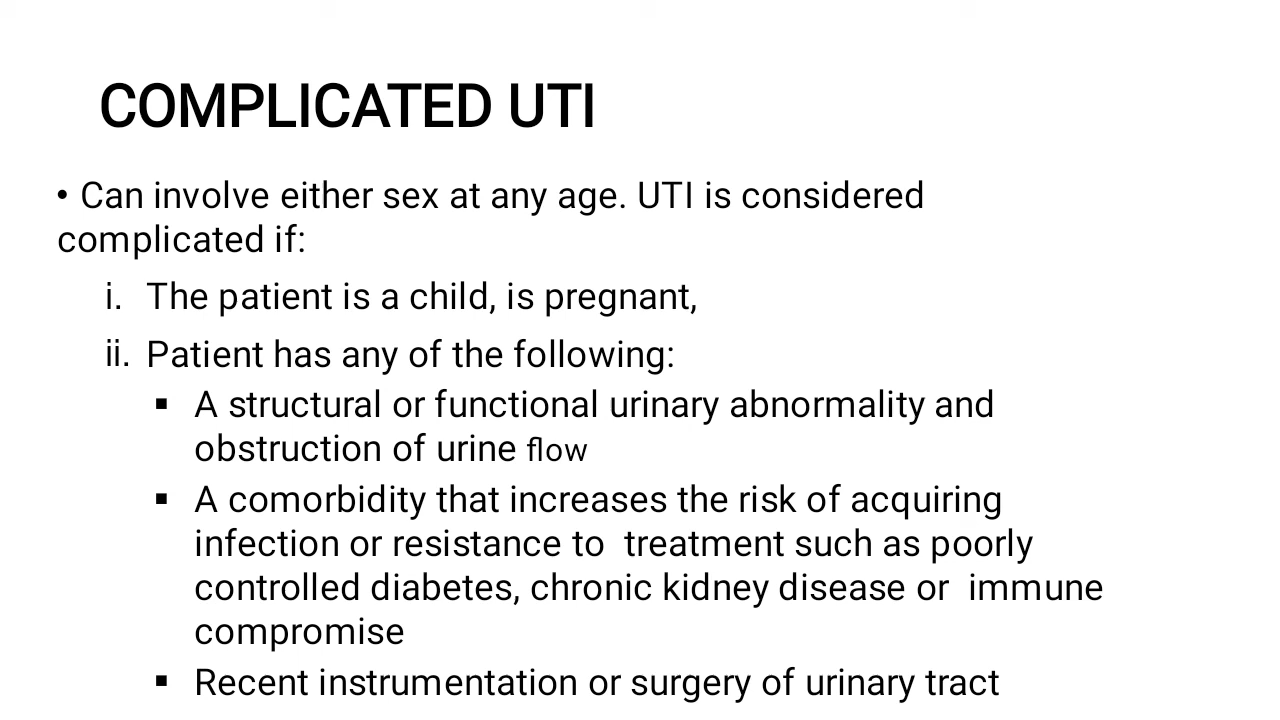 COMPLICATED UTI
• Can involve either sex at any age. UTI is considered
complicated if:
i. The patient is a child, is pregnant,
ii. Patient has any of the following:
▪ A structural or functional urinary abnormality and
obstruction of urine flow
▪ A comorbidity that increases the risk of acquiring
infection or resistance to  treatment such as poorly
controlled diabetes, chronic kidney disease or  immune
compromise
▪ Recent instrumentation or surgery of urinary tract